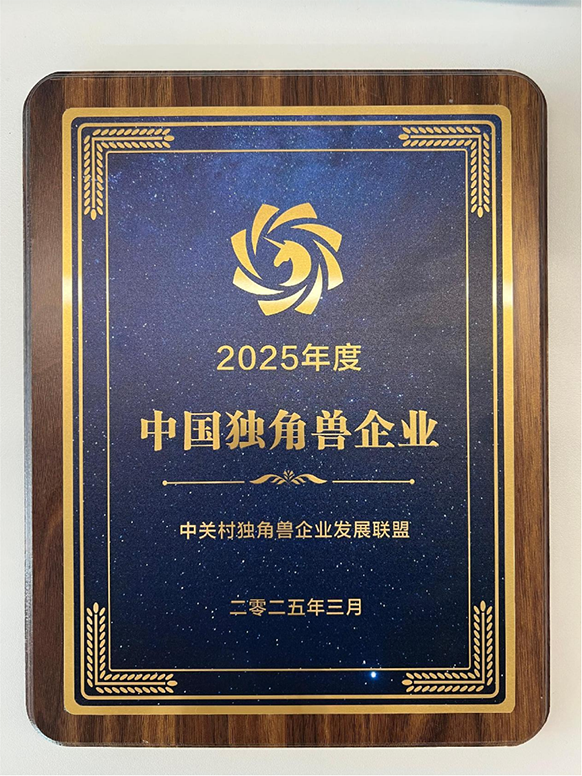 2025年度
中国独角兽企业
中关村独角兽企业发展联盟
二零二五年三月